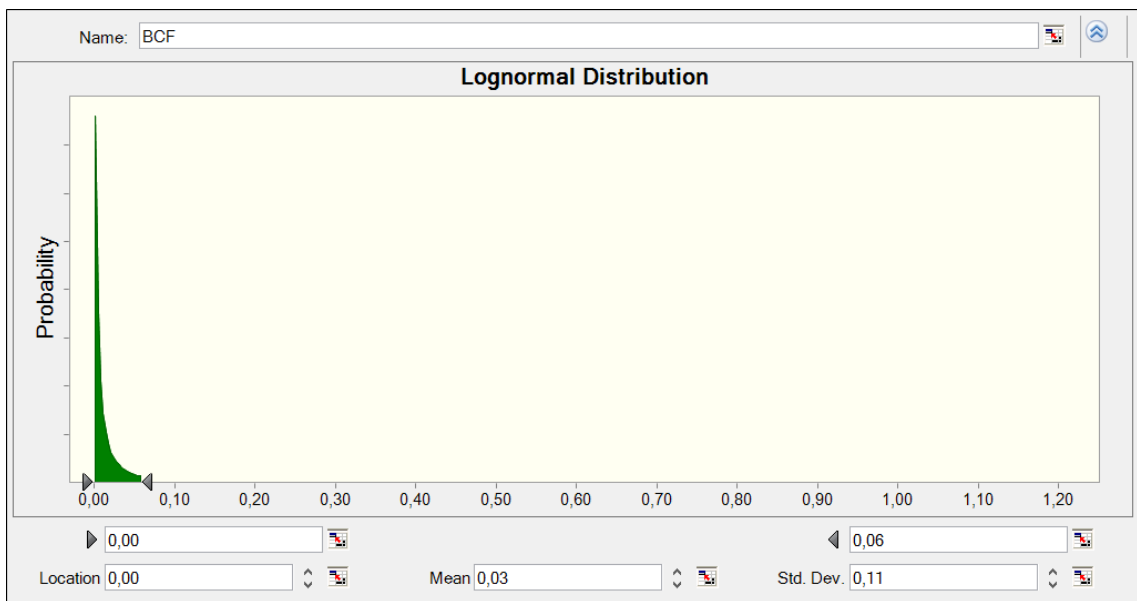 Name: BCF
Lognormal Distribution
Probability
0,00 0,10 0,20 0,30 0,40 0,50 0,60 0,70 0,80 0,90 1,00 1,10 1,20
0,00 0,06
Location 0,00 Mean 0,03 Std. Dev. 0,11